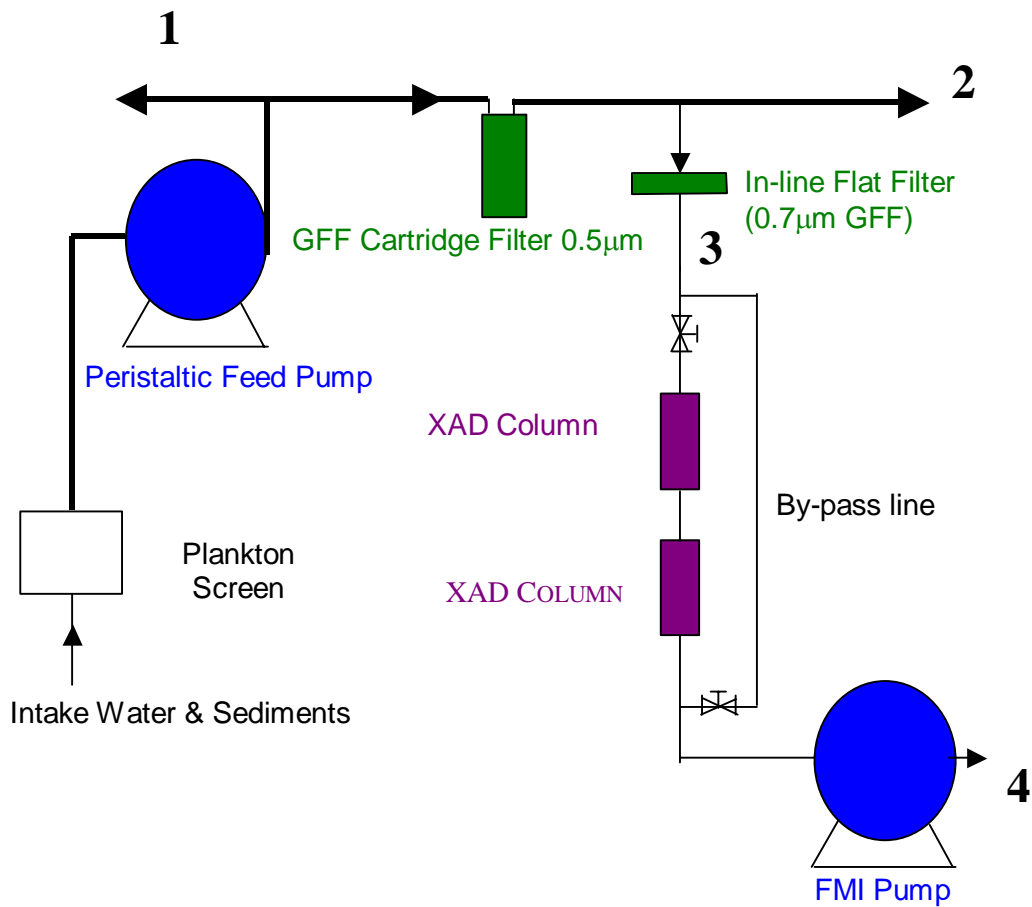 1
2
In-line Flat Filter
(0.7μm GFF)
GFF Cartridge Filter 0.5μm
3
Peristaltic Feed Pump
XAD Column
By-pass line
Plankton
Screen
XAD COLUMN
Intake Water & Sediments
4
FMI Pump